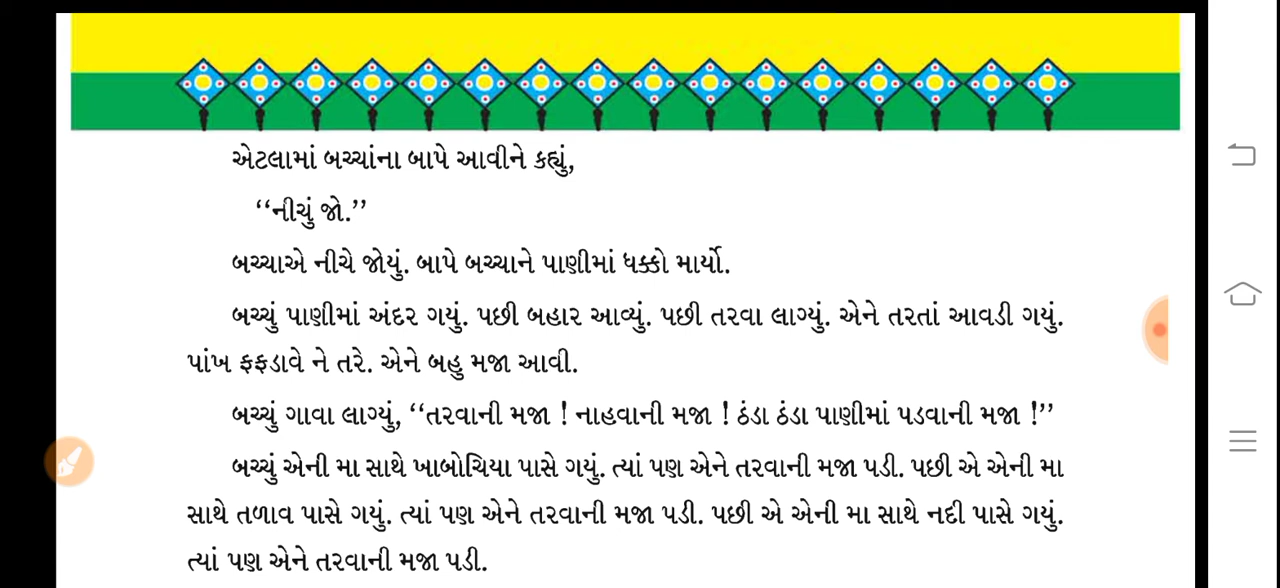 એટલામાં બચ્ચાંના બાપે આવીને કહ્યું,
‘‘નીચું જો.’’
બચ્ચાએ નીચે જોયું. બાપે બચ્ચાને પાણીમાં ધક્કો માર્યો.
બચ્ચું પાણીમાં અંદર ગયું. પછી બહાર આવ્યું. પછી તરવા લાગ્યું. એને તરતાં આવડી ગયું.
પાંખ ફફડાવે ને તરે. એને બહુ મજા આવી.
બચ્ચું ગાવા લાગ્યું, ‘‘તરવાની મજા ! નાહવાની મજા ! ઠંડા ઠંડા પાણીમાં પડવાની મજા !’’
બચ્ચું એની મા સાથે ખાબોચિયા પાસે ગયું. ત્યાં પણ એને તરવાની મજા પડી. પછી એ એની મા
સાથે તળાવ પાસે ગયું. ત્યાં પણ એને તરવાની મજા પડી. પછી એ એની મા સાથે નદી પાસે ગયું.
ત્યાં પણ એને તરવાની મજા પડી.